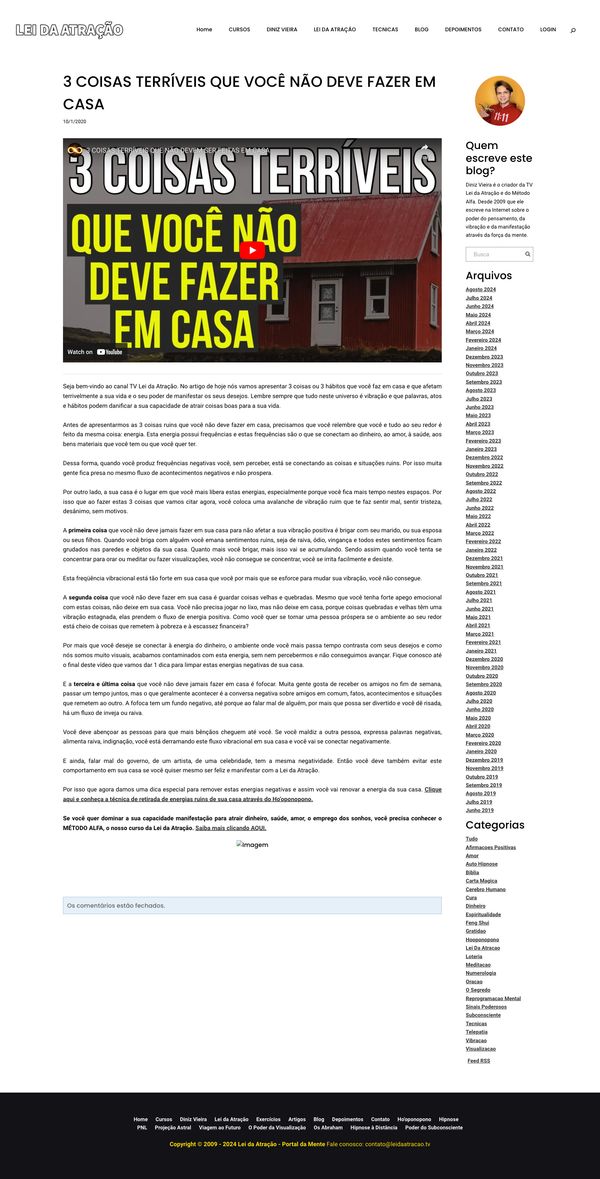 LEI DA ATRAÇÃO
Home CURSOS DINIZ VIEIRA LEI DA ATRAÇÃO TECNICAS BLOG DEPOIMENTOS CONTATO LOGIN
3 COISAS TERRÍVEIS QUE VOCÊ NÃO DEVE FAZER EM
CASA
10/1/2020
3 COISAS TERRÍVEIS QUE NÃO DEVEM SER FEITAS EM CASA
3 COISAS TERRÍVEIS
QUE VOCÊ NÃO
DEVE FAZER
EM CASA
Watch on YouTube
Seja bem-vindo ao canal TV Lei da Atração. No artigo de hoje nós vamos apresentar 3 coisas ou 3 hábitos que você faz em casa e que afetam
terrivelmente a sua vida e o seu poder de manifestar os seus desejos. Lembre sempre que tudo neste universo é vibração e que palavras, atos
e hábitos podem danificar a sua capacidade de atrair coisas boas para a sua vida.
Antes de apresentarmos as 3 coisas ruins que você não deve fazer em casa, precisamos que você relembre que você e tudo ao seu redor é
feito da mesma coisa: energia. Esta energia possui frequências e estas frequências são o que se conectam ao dinheiro, ao amor, à saúde, aos
bens materiais que você tem ou que você quer ter.
Dessa forma, quando você produz frequências negativas você, sem perceber, está se conectando as coisas e situações ruins. Por isso muita
gente fica presa no mesmo fluxo de acontecimentos negativos e não prospera.
Por outro lado, a sua casa é o lugar em que você mais libera estas energias, especialmente porque você fica mais tempo nestes espaços. Por
isso que ao fazer estas 3 coisas que vamos citar agora, você coloca uma avalanche de vibração ruim que te faz sentir mal, sentir tristeza,
desânimo, sem motivos.
A primeira coisa que você não deve jamais fazer em sua casa para não afetar a sua vibração positiva é brigar com seu marido, ou sua esposa
ou seus filhos. Quando você briga com alguém você emana sentimentos ruins, seja de raiva, ódio, vingança e todos estes sentimentos ficam
grudados nas paredes e objetos da sua casa. Quanto mais você brigar, mais isso vai se acumulando. Sendo assim quando você tenta se
concentrar para orar ou meditar ou fazer visualizações, você não consegue se concentrar, você se irrita facilmente e desiste.
Esta freqüência vibracional está tão forte em sua casa que você por mais que se esforce para mudar sua vibração, você não consegue.
A segunda coisa que você não deve fazer em sua casa é guardar coisas velhas e quebradas. Mesmo que você tenha forte apego emocional
com estas coisas, não deixe em sua casa. Você não precisa jogar no lixo, mas não deixe em casa, porque coisas quebradas e velhas têm uma
vibração estagnada, elas prendem o fluxo de energia positiva. Como você quer se tornar uma pessoa próspera se o ambiente ao seu redor
está cheio de coisas que remetem à pobreza e à escassez financeira?
Por mais que você deseje se conectar à energia do dinheiro, o ambiente onde você mais passa tempo contrasta com seus desejos e como
nós somos muito visuais, acabamos contaminados com esta energia, sem nem percebermos e não conseguimos avançar. Fique conosco até
o final deste vídeo que vamos dar 1 dica para limpar estas energias negativas de sua casa.
E a terceira e última coisa que você não deve jamais fazer em casa é fofocar. Muita gente gosta de receber os amigos no fim de semana,
passar um tempo juntos, mas o que geralmente acontecer é a conversa negativa sobre amigos em comum, fatos, acontecimentos e situações
que remetem ao outro. A fofoca tem um fundo negativo, até porque ao falar mal de alguém, por mais que possa ser divertido e você dê risada,
há um fluxo de inveja ou raiva.
Você deve abençoar as pessoas para que mais bênçãos cheguem até você. Se você maldiz a outra pessoa, expressa palavras negativas,
alimenta raiva, indignação, você está derramando este fluxo vibracional em sua casa e você vai se conectar negativamente.
E ainda, falar mal do governo, de um artista, de uma celebridade, tem a mesma negatividade. Então você deve também evitar este
comportamento em sua casa se você quiser mesmo ser feliz e manifestar com a Lei da Atração.
Por isso que agora damos uma dica especial para remover estas energias negativas e assim você vai renovar a energia da sua casa. Clique
aqui e conheça a técnica de retirada de energias ruins de sua casa através do Ho'oponopono.
Se você quer dominar a sua capacidade manifestação para atrair dinheiro, saúde, amor, o emprego dos sonhos, você precisa conhecer o
MÉTODO ALFA, o nosso curso da Lei da Atração. Saiba mais clicando AQUI.
Imagem
Os comentários estão fechados.
11:11
Quem
escreve este
blog?
Diniz Vieira é o criador da TV
Lei da Atração e do Método
Alfa. Desde 2009 que ele
escreve na Internet sobre o
poder do pensamento, da
vibração e da manifestação
através da força da mente.
Busca
Arquivos
Agosto 2024
Julho 2024
Junho 2024
Maio 2024
Abril 2024
Março 2024
Fevereiro 2024
Janeiro 2024
Dezembro 2023
Novembro 2023
Outubro 2023
Setembro 2023
Agosto 2023
Julho 2023
Junho 2023
Maio 2023
Abril 2023
Março 2023
Fevereiro 2023
Janeiro 2023
Dezembro 2022
Novembro 2022
Outubro 2022
Setembro 2022
Agosto 2022
Julho 2022
Junho 2022
Maio 2022
Abril 2022
Março 2022
Fevereiro 2022
Janeiro 2022
Dezembro 2021
Novembro 2021
Outubro 2021
Setembro 2021
Agosto 2021
Julho 2021
Junho 2021
Maio 2021
Abril 2021
Março 2021
Fevereiro 2021
Janeiro 2021
Dezembro 2020
Novembro 2020
Outubro 2020
Setembro 2020
Agosto 2020
Julho 2020
Junho 2020
Maio 2020
Abril 2020
Março 2020
Fevereiro 2020
Janeiro 2020
Dezembro 2019
Novembro 2019
Outubro 2019
Setembro 2019
Agosto 2019
Julho 2019
Junho 2019
Categorias
Tudo
Afirmacoes Positivas
Amor
Auto Hipnose
Biblia
Carta Magica
Cerebro Humano
Cura
Dinheiro
Espiritualidade
Feng Shui
Gratidao
Hooponopono
Lei Da Atracao
Loteria
Meditacao
Numerologia
Oracao
O Segredo
Reprogramacao Mental
Sinais Poderosos
Subconsciente
Tecnicas
Telepatia
Vibracao
Visualizacao
Feed RSS
Home Cursos Diniz Vieira Lei da Atração Exercícios Artigos Blog Depoimentos Contato Ho'oponopono Hipnose
PNL Projeção Astral Viagem ao Futuro O Poder da Visualização Os Abraham Hipnose à Distância Poder do Subconsciente
Copyright © 2009 - 2024 Lei da Atração - Portal da Mente Fale conosco: contato@leidaatracao.tv